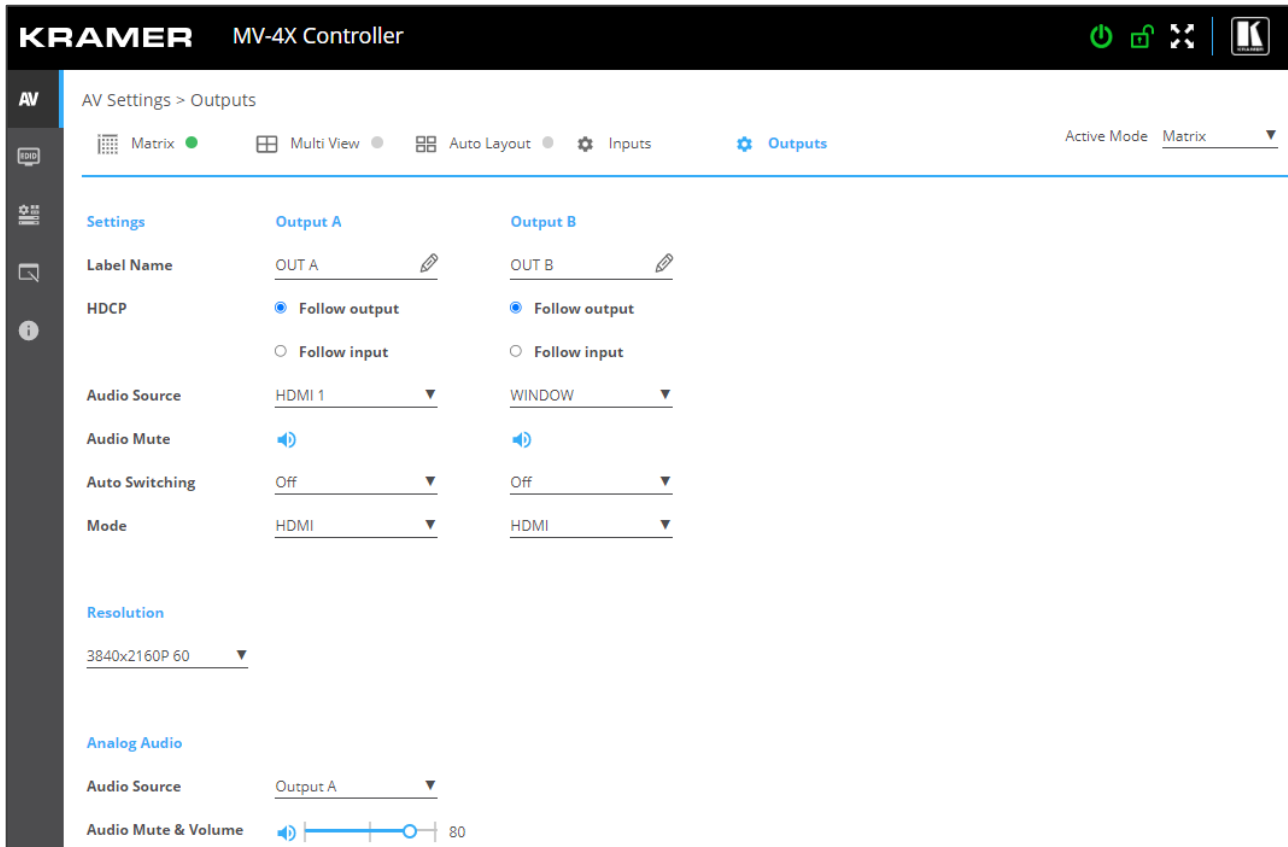 KRAMER MV-4X Controller
KRAMER
AV
AV Settings > Outputs
Matrix Multi View Auto Layout Inputs Outputs Active Mode Matrix
EDID
Settings Output A Output B
Label Name OUT A OUT B
HDCP Follow output Follow output
Follow input Follow input
Audio Source HDMI 1 WINDOW
Audio Mute
Auto Switching Off Off
Mode HDMI HDMI
Resolution
3840x2160P 60
Analog Audio
Audio Source Output A
Audio Mute & Volume 80